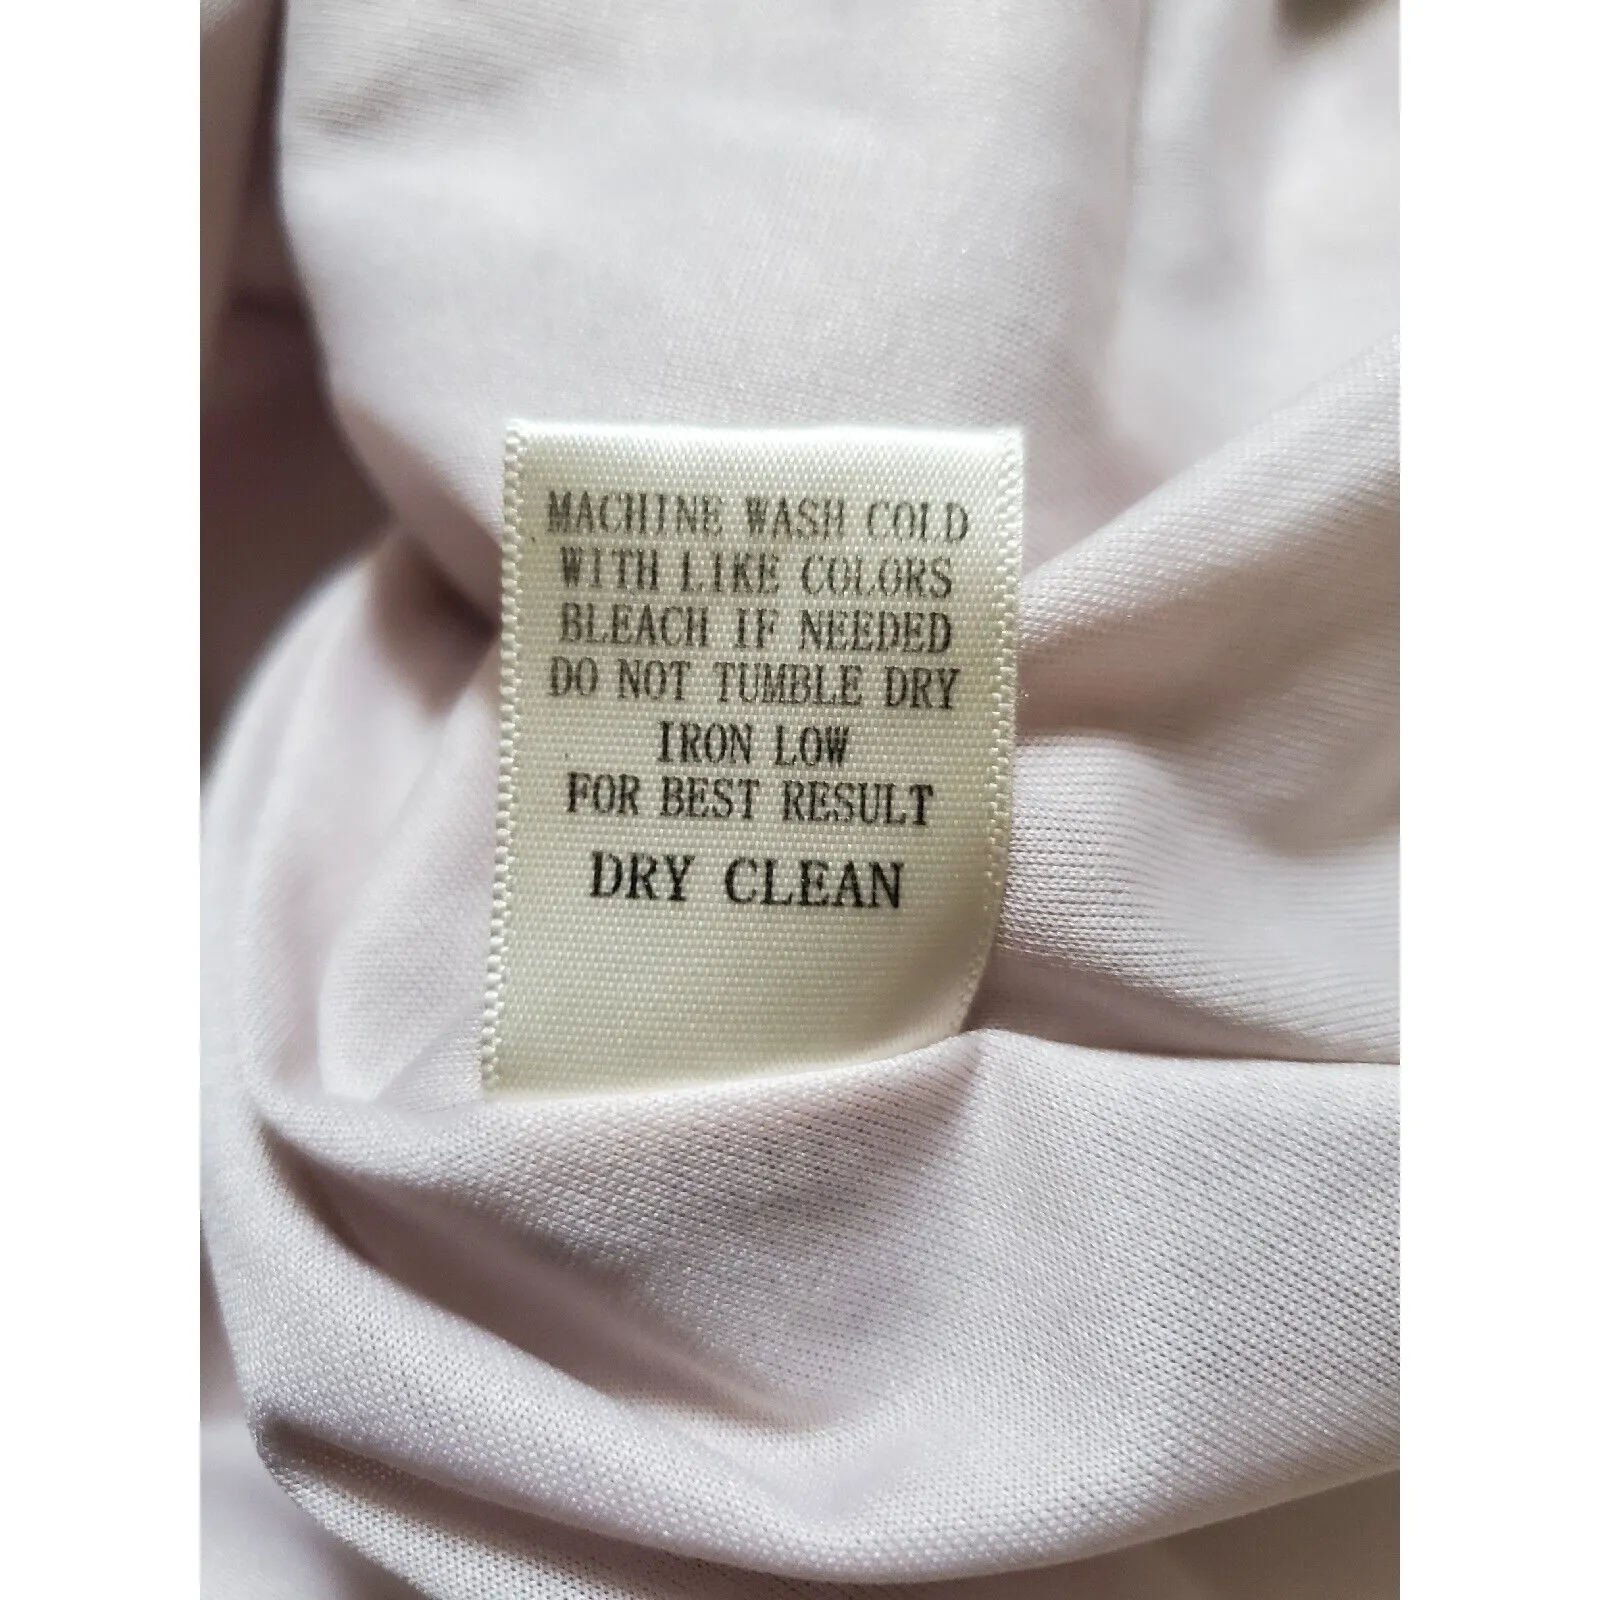 MACHINE WASH COLD
WITH LIKE COLORS
BLEACH IF NEEDED
DO NOT TUMBLE DRY
IRON LOW
FOR BEST RESULT
DRY CLEAN